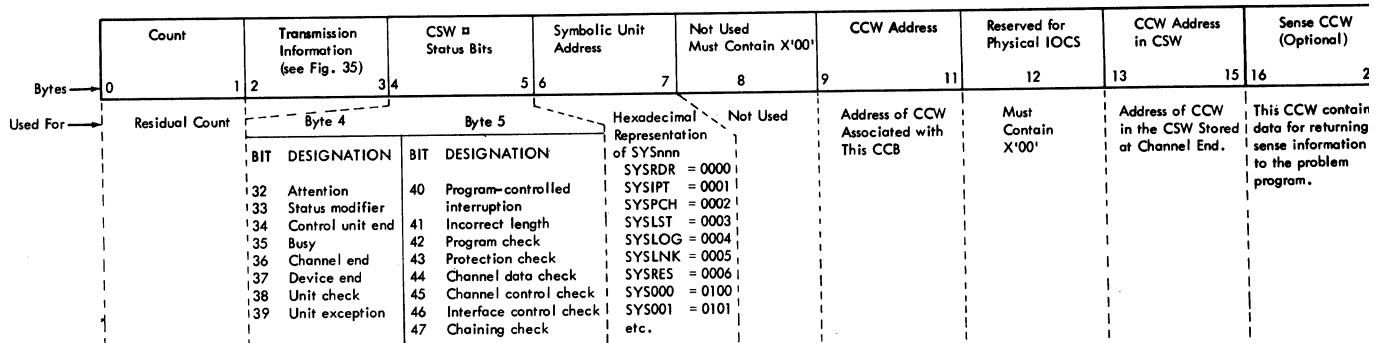 Count
Transmission
Information
(see Fig. 35)
CSW ¤
Status Bits
Symbolic Unit
Address
Not Used
Must Contain X'00'
CCW Address
Reserved for
Physical IOCS
CCW Address
in CSW
Sense CCW
(Optional)
Bytes 0 1 2 3 4 5 6 7 8 9 11 12 13 15 16 2
Used For
Residual Count
Byte 4
BIT DESIGNATION
32 Attention
33 Status modifier
34 Control unit end
35 Busy
36 Channel end
37 Device end
38 Unit check
39 Unit exception
Byte 5
BIT DESIGNATION
40 Program-controlled
interruption
41 Incorrect length
42 Program check
43 Protection check
44 Channel data check
45 Channel control check
46 Interface control check
47 Chaining check
Hexadecimal
Representation
of SYSnnn
SYSRDR = 0000
SYSIPT = 0001
SYSPCH = 0002
SYSLST = 0003
SYSLOG = 0004
SYSLNK = 0005
SYSRES = 0006
SYS000 = 0100
SYS001 = 0101
etc.
Not Used
Address of CCW
Associated with
This CCB
Must
Contain
X'00'
Address of CCW
in the CSW Stored
at Channel End.
This CCW contain
data for returning
sense information
to the problem
program.